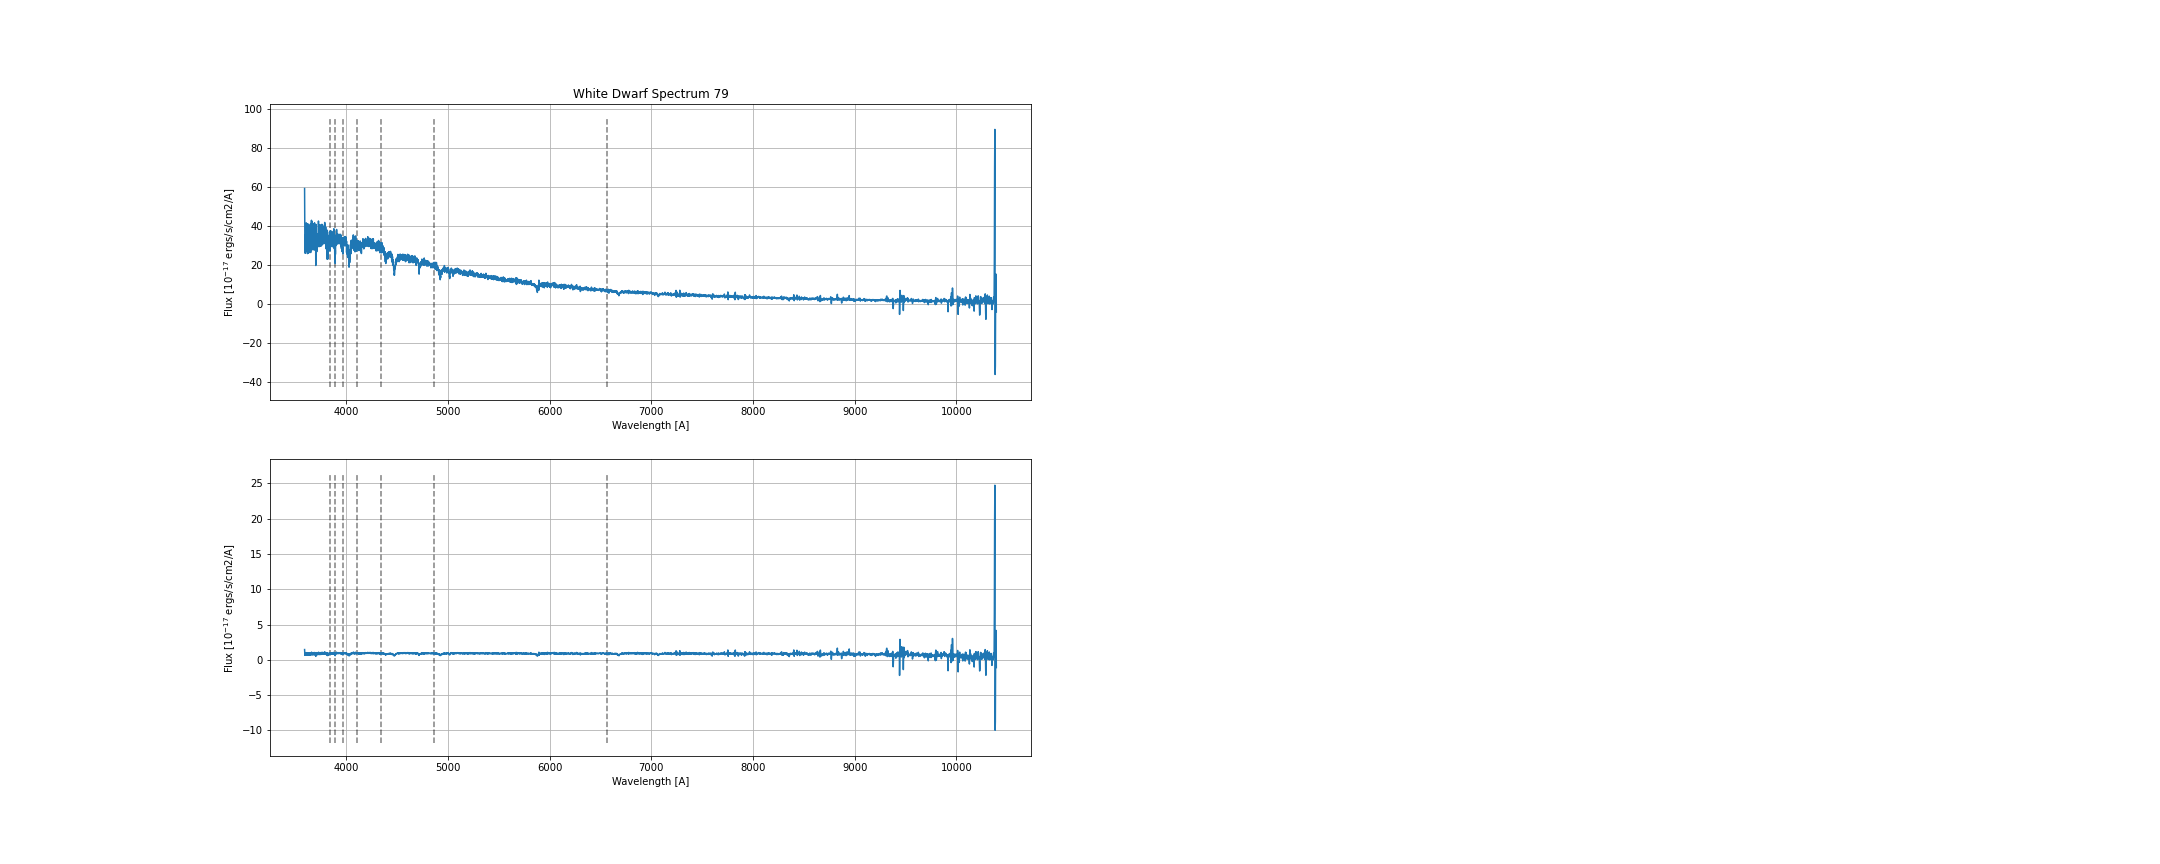 White Dwarf Spectrum 79
100
80
60
40
20
0
−20
−40
Flux [10⁻¹⁷ ergs/s/cm2/A]
4000 5000 6000 7000 8000 9000 10000
Wavelength [A]
25
20
15
10
5
0
−5
−10
Flux [10⁻¹⁷ ergs/s/cm2/A]
4000 5000 6000 7000 8000 9000 10000
Wavelength [A]